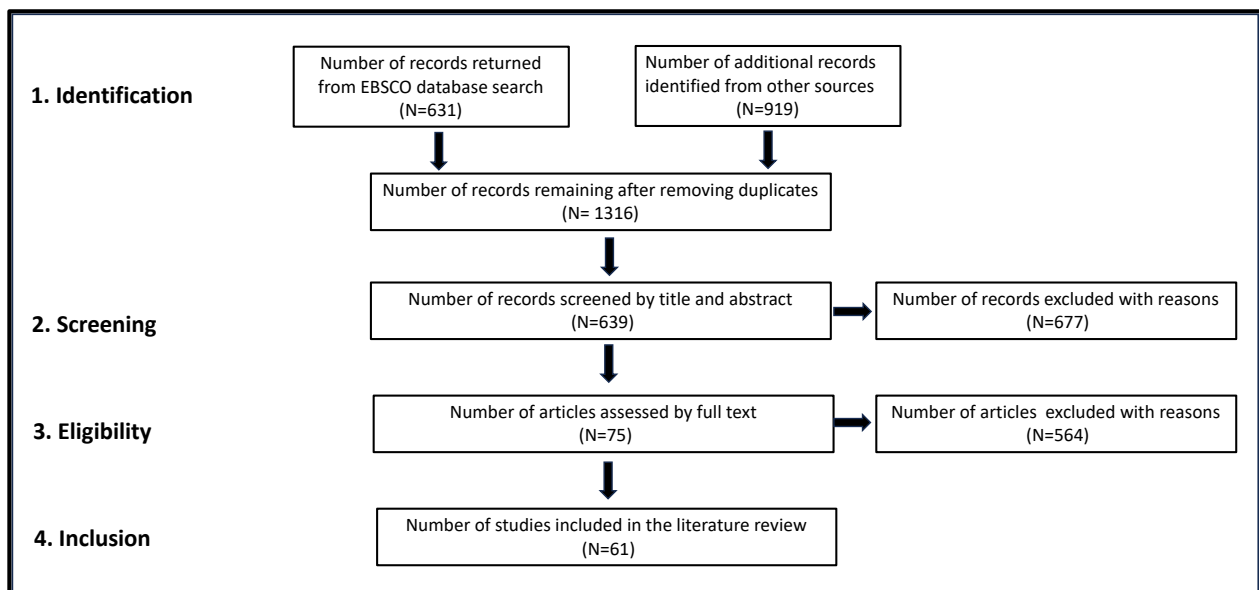 1. Identification
Number of records returned
from EBSCO database search
(N=631)
Number of additional records
identified from other sources
(N=919)
Number of records remaining after removing duplicates
(N= 1316)
2. Screening
Number of records screened by title and abstract
(N=639)
Number of records excluded with reasons
(N=677)
3. Eligibility
Number of articles assessed by full text
(N=75)
Number of articles  excluded with reasons
(N=564)
4. Inclusion
Number of studies included in the literature review
(N=61)